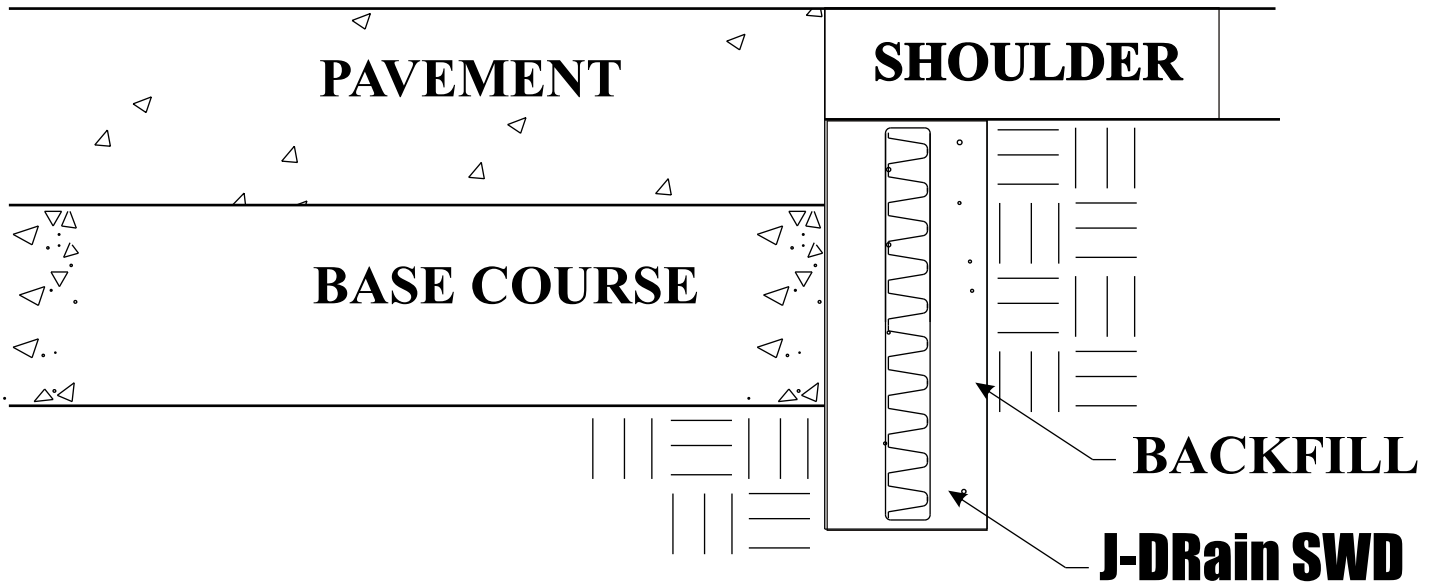 PAVEMENT
SHOULDER
BASE COURSE
BACKFILL
J-DRain SWD